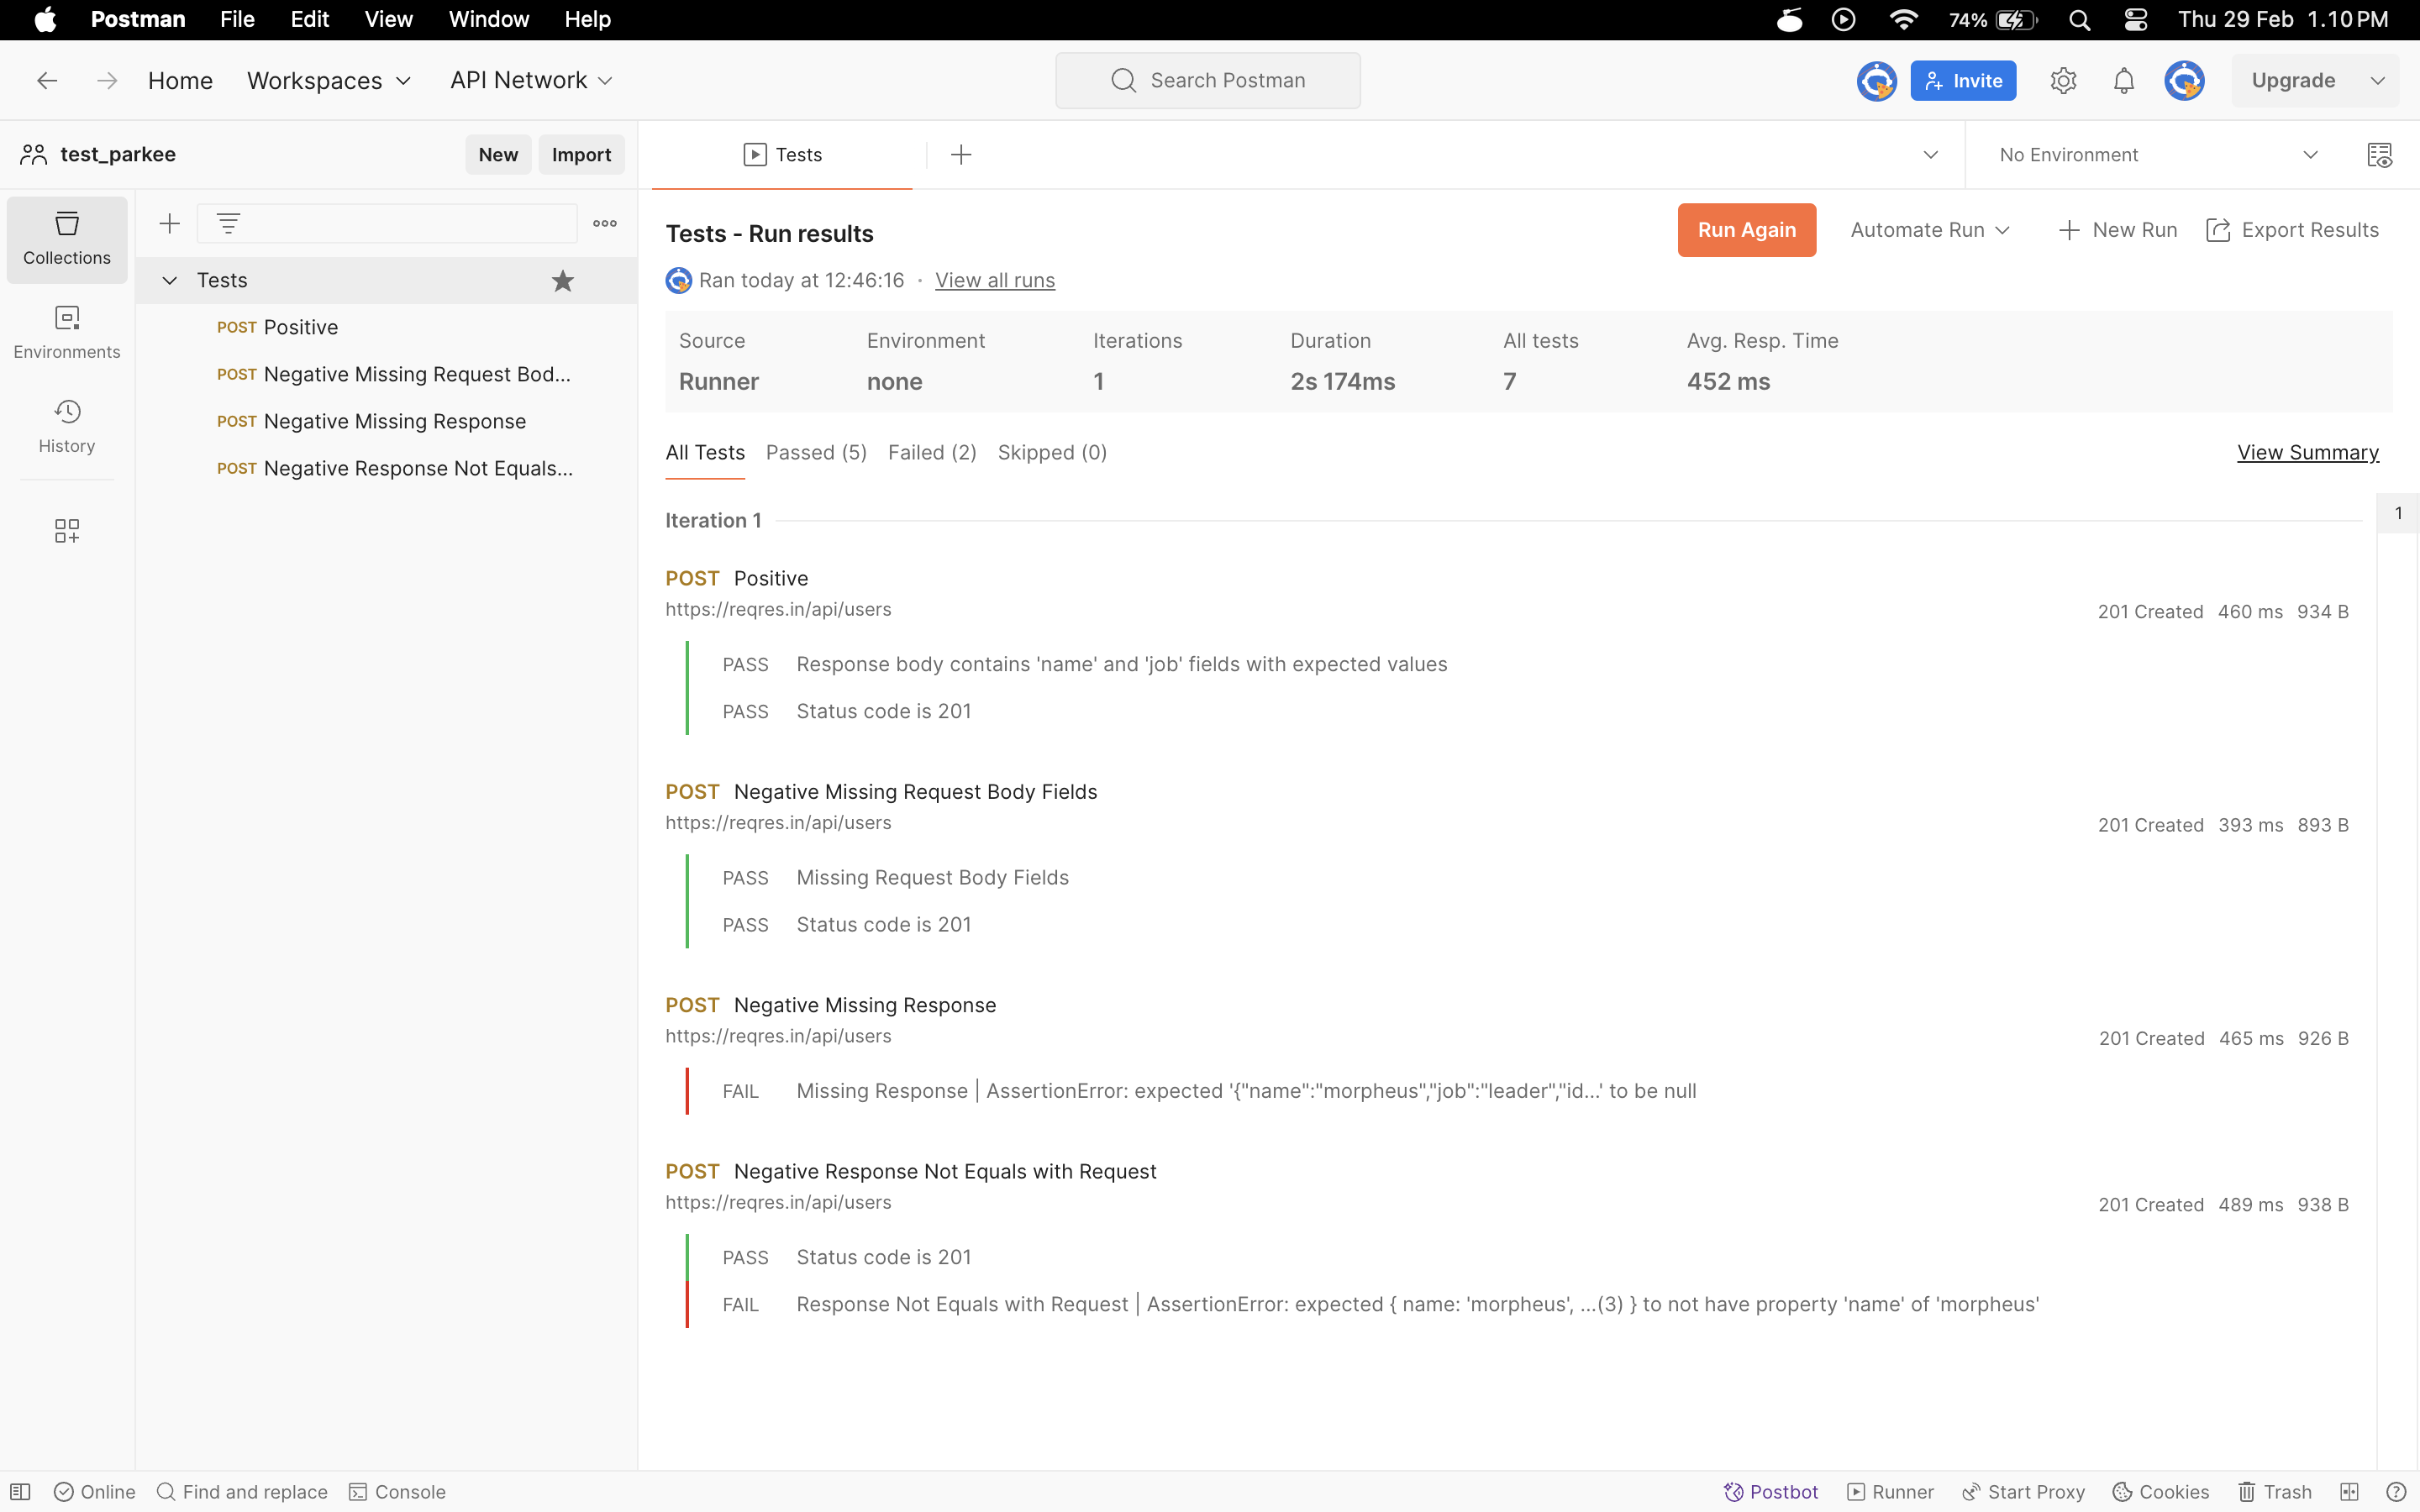 Postman File Edit View Window Help 74% Thu 29 Feb 1.10 PM
Home Workspaces API Network Search Postman Invite Upgrade
test_parkee New Import Tests No Environment
Collections
Environments
History
Tests
POST Positive
POST Negative Missing Request Bod...
POST Negative Missing Response
POST Negative Response Not Equals...
Tests - Run results Run Again Automate Run New Run Export Results
Ran today at 12:46:16 · View all runs
Source Environment Iterations Duration All tests Avg. Resp. Time
Runner none 1 2s 174ms 7 452 ms
All Tests Passed (5) Failed (2) Skipped (0) View Summary
Iteration 1 1
POST Positive
https://reqres.in/api/users 201 Created 460 ms 934 B
PASS Response body contains 'name' and 'job' fields with expected values
PASS Status code is 201
POST Negative Missing Request Body Fields
https://reqres.in/api/users 201 Created 393 ms 893 B
PASS Missing Request Body Fields
PASS Status code is 201
POST Negative Missing Response
https://reqres.in/api/users 201 Created 465 ms 926 B
FAIL Missing Response | AssertionError: expected '{"name":"morpheus","job":"leader","id...' to be null
POST Negative Response Not Equals with Request
https://reqres.in/api/users 201 Created 489 ms 938 B
PASS Status code is 201
FAIL Response Not Equals with Request | AssertionError: expected { name: 'morpheus', ...(3) } to not have property 'name' of 'morpheus'
Online Find and replace Console Postbot Runner Start Proxy Cookies Trash